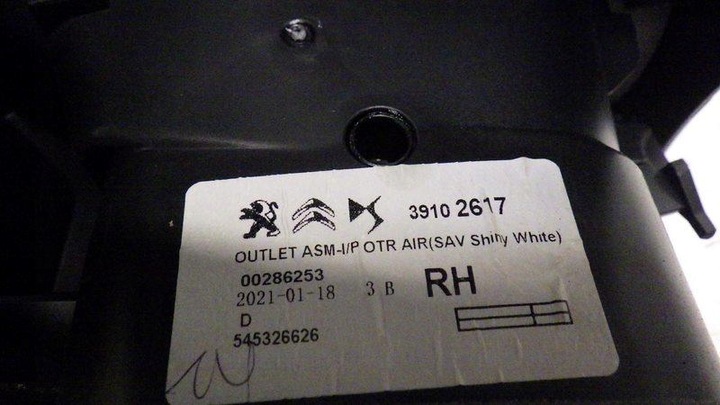 3910 2617
OUTLET ASM-I/P OTR AIR(SAV Shiny White)
00286253
2021-01-18 3 B RH
D
545326626